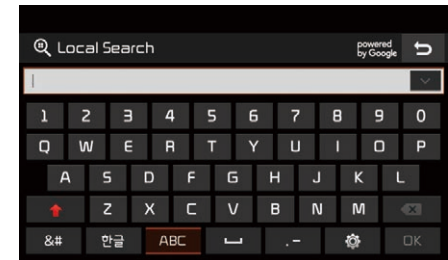 Local Search
powered
by Google
1 2 3 4 5 6 7 8 9 0
Q W E R T Y U I O P
A S D F G H J K L
Z X C V B N M
&# 한글 ABC .- OK